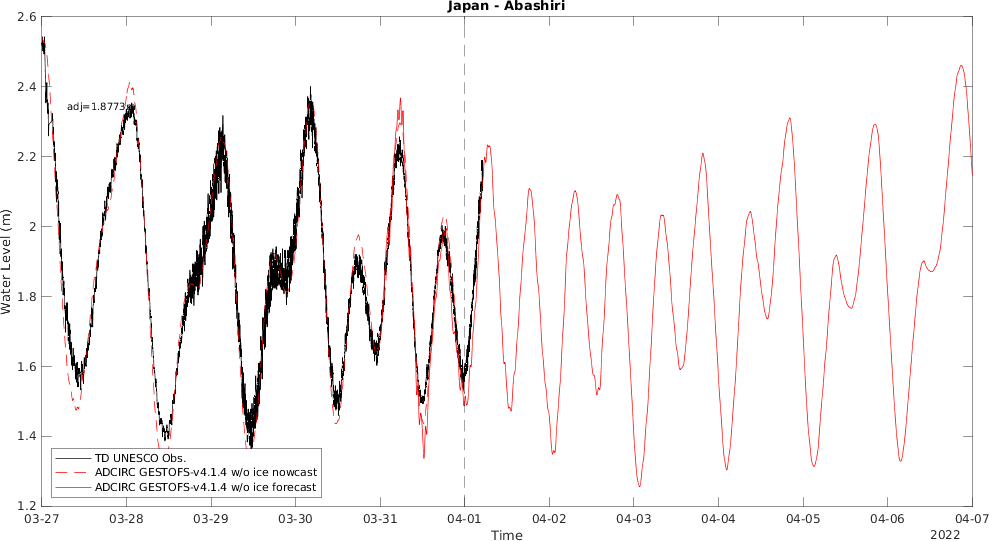 Japan - Abashiri
2.6
2.4
2.2
2
1.8
1.6
1.4
1.2
Water Level (m)
adj=1.8773
TD UNESCO Obs.
ADCIRC GESTOFS-v4.1.4 w/o ice nowcast
ADCIRC GESTOFS-v4.1.4 w/o ice forecast
03-27 03-28 03-29 03-30 03-31 04-01 04-02 04-03 04-04 04-05 04-06 04-07
Time
2022